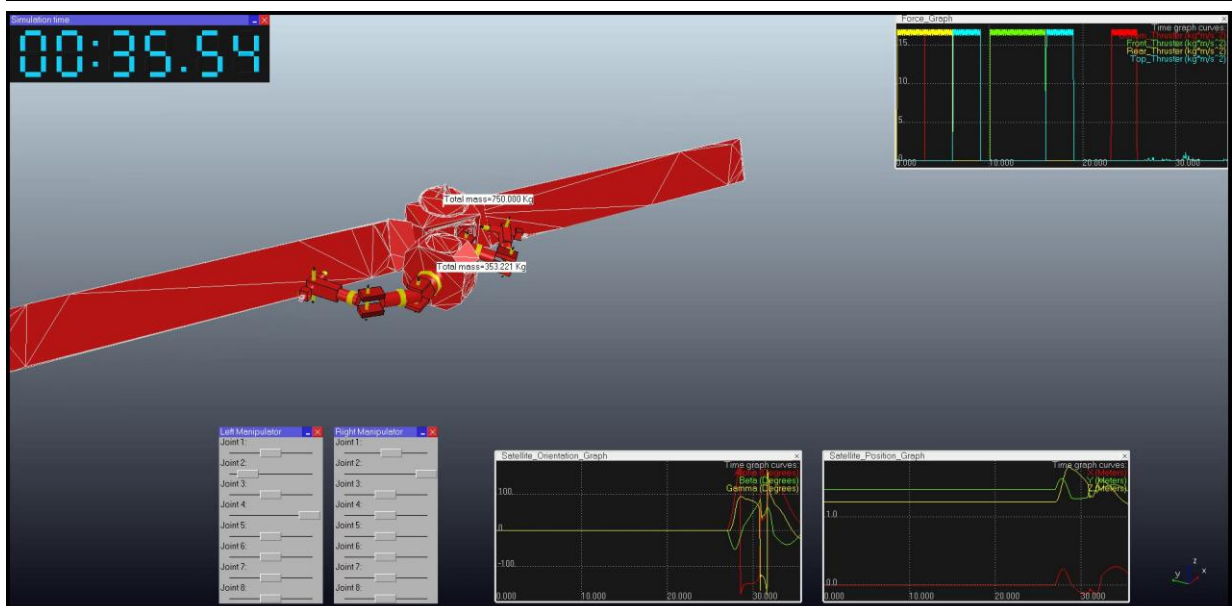 Simulation time
00:35.54
Force_Graph
Time graph curves:
Front_Thruster (kg*m/s^2)
Rear_Thruster (kg*m/s^2)
Top_Thruster (kg*m/s^2)
15.
10.
5.
0.000 10.000 20.000 30.000
Total mass=750.000 Kg
Total mass=353.221 Kg
Left Manipulator
Joint 1:
Joint 2:
Joint 3:
Joint 4:
Joint 5:
Joint 6:
Joint 7:
Joint 8:
Right Manipulator
Joint 1:
Joint 2:
Joint 3:
Joint 4:
Joint 5:
Joint 6:
Joint 7:
Joint 8:
Satellite_Orientation_Graph
Time graph curves:
Alpha (Degrees)
Beta (Degrees)
Gamma (Degrees)
100.
0
-100.
0.000 10.000 20.000 30.000
Satellite_Position_Graph
Time graph curves:
X (Meters)
Y (Meters)
Z (Meters)
1.0
0.0
0.000 10.000 20.000 30.000
z
y x